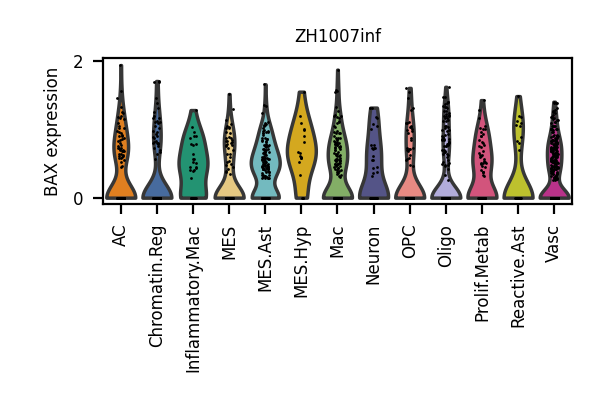 ZH1007inf
BAX expression
2
0
AC
Chromatin.Reg
Inflammatory.Mac
MES
MES.Ast
MES.Hyp
Mac
Neuron
OPC
Oligo
Prolif.Metab
Reactive.Ast
Vasc